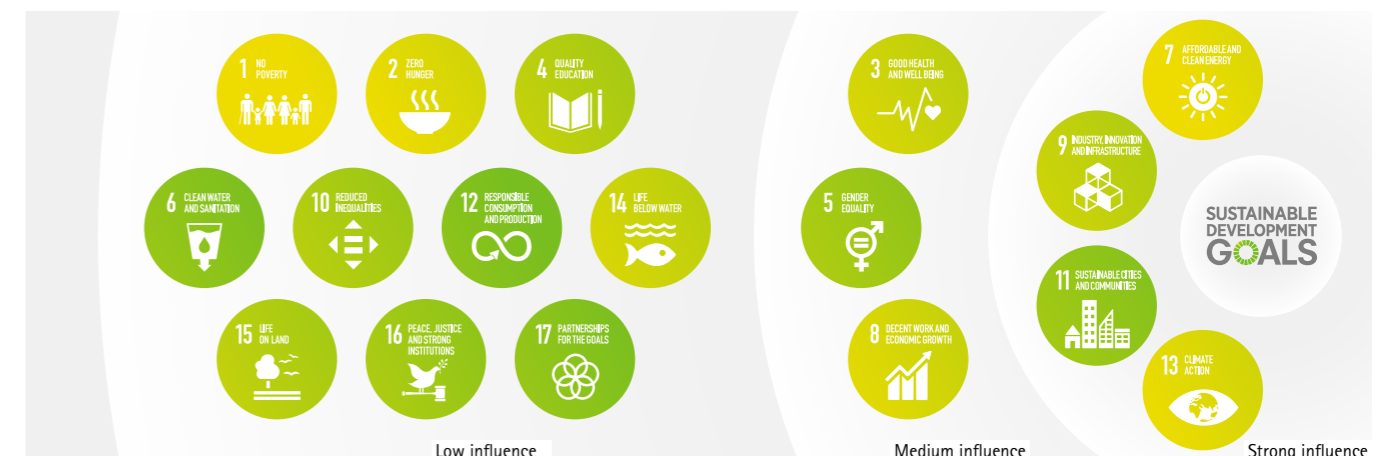 1 NO
POVERTY
2 ZERO
HUNGER
4 QUALITY
EDUCATION
6 CLEAN WATER
AND SANITATION
10 REDUCED
INEQUALITIES
12 RESPONSIBLE
CONSUMPTION
AND PRODUCTION
14 LIFE
BELOW WATER
15 LIFE
ON LAND
16 PEACE, JUSTICE
AND STRONG
INSTITUTIONS
17 PARTNERSHIPS
FOR THE GOALS
Low influence
3 GOOD HEALTH
AND WELL BEING
5 GENDER
EQUALITY
8 DECENT WORK AND
ECONOMIC GROWTH
Medium influence
7 AFFORDABLE AND
CLEAN ENERGY
9 INDUSTRY, INNOVATION
AND INFRASTRUCTURE
11 SUSTAINABLE CITIES
AND COMMUNITIES
13 CLIMATE
ACTION
SUSTAINABLE
DEVELOPMENT
GOALS
Strong influence